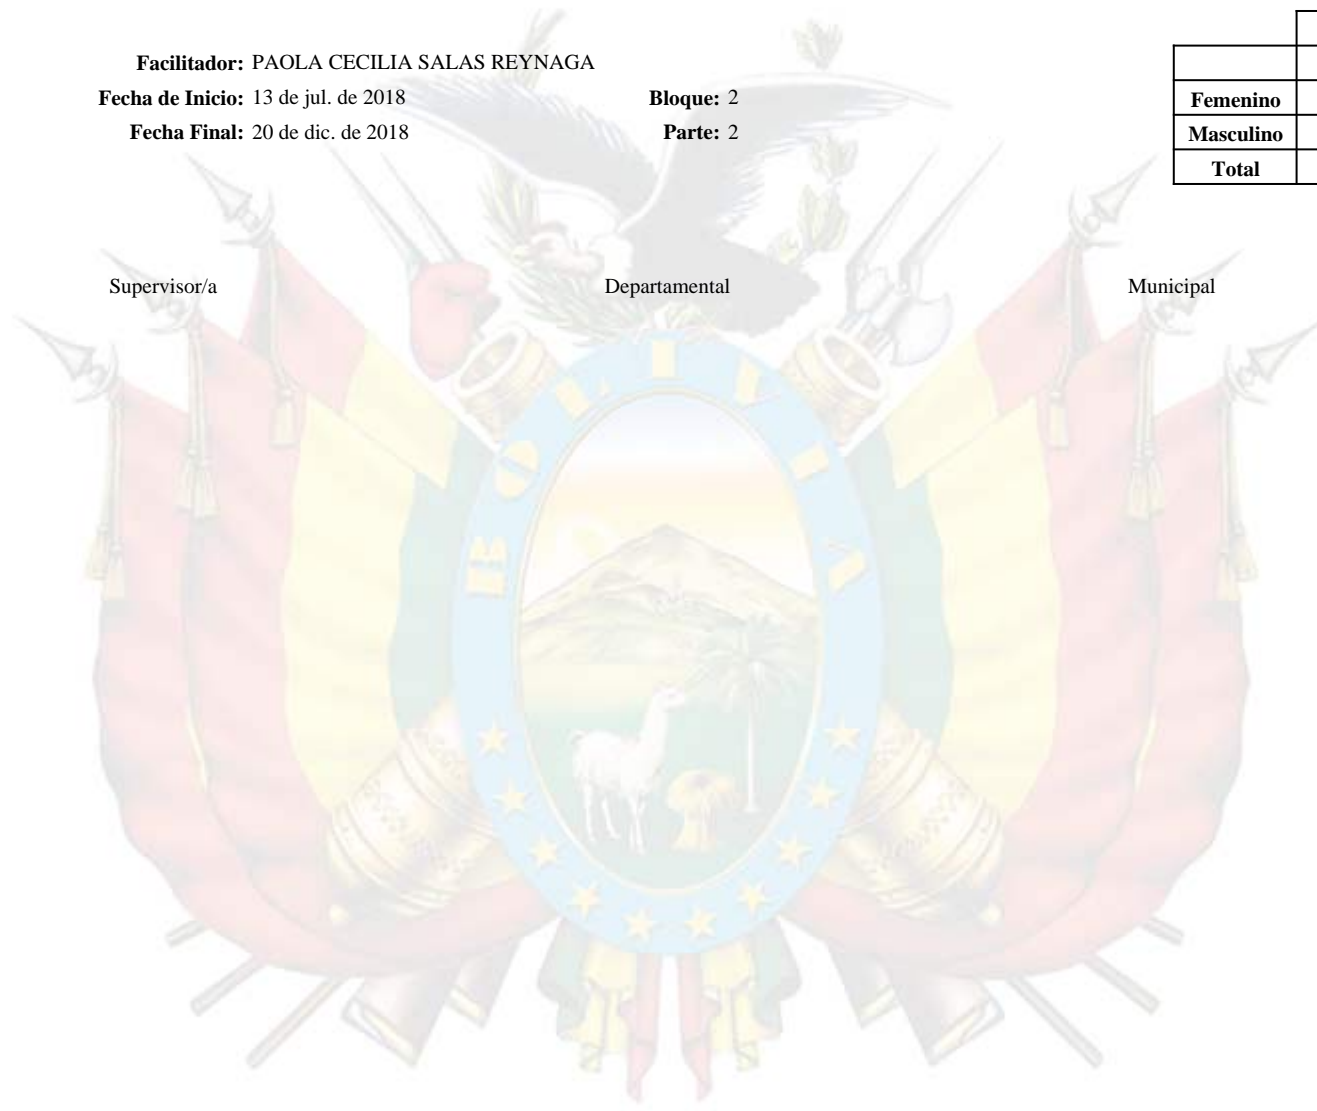 Facilitador: PAOLA CECILIA SALAS REYNAGA
Fecha de Inicio: 13 de jul. de 2018 Bloque: 2
Fecha Final: 20 de dic. de 2018 Parte: 2
Femenino
Masculino
Total
Supervisor/a Departamental Municipal
BOLIVIA